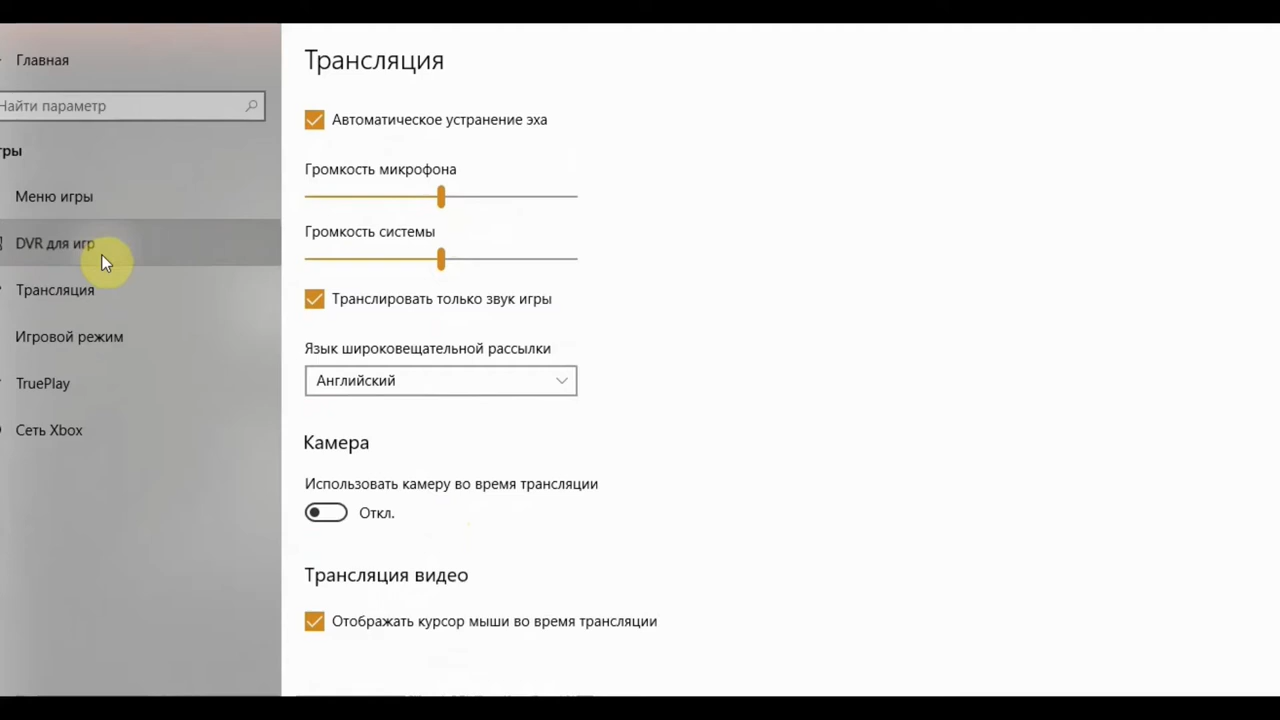 Главная
Найти параметр
гры
Меню игры
DVR для игр
Трансляция
Игровой режим
TruePlay
Сеть Xbox
Трансляция
Автоматическое устранение эха
Громкость микрофона
Громкость системы
Транслировать только звук игры
Язык широковещательной рассылки
Английский
Камера
Использовать камеру во время трансляции
Откл.
Трансляция видео
Отображать курсор мыши во время трансляции